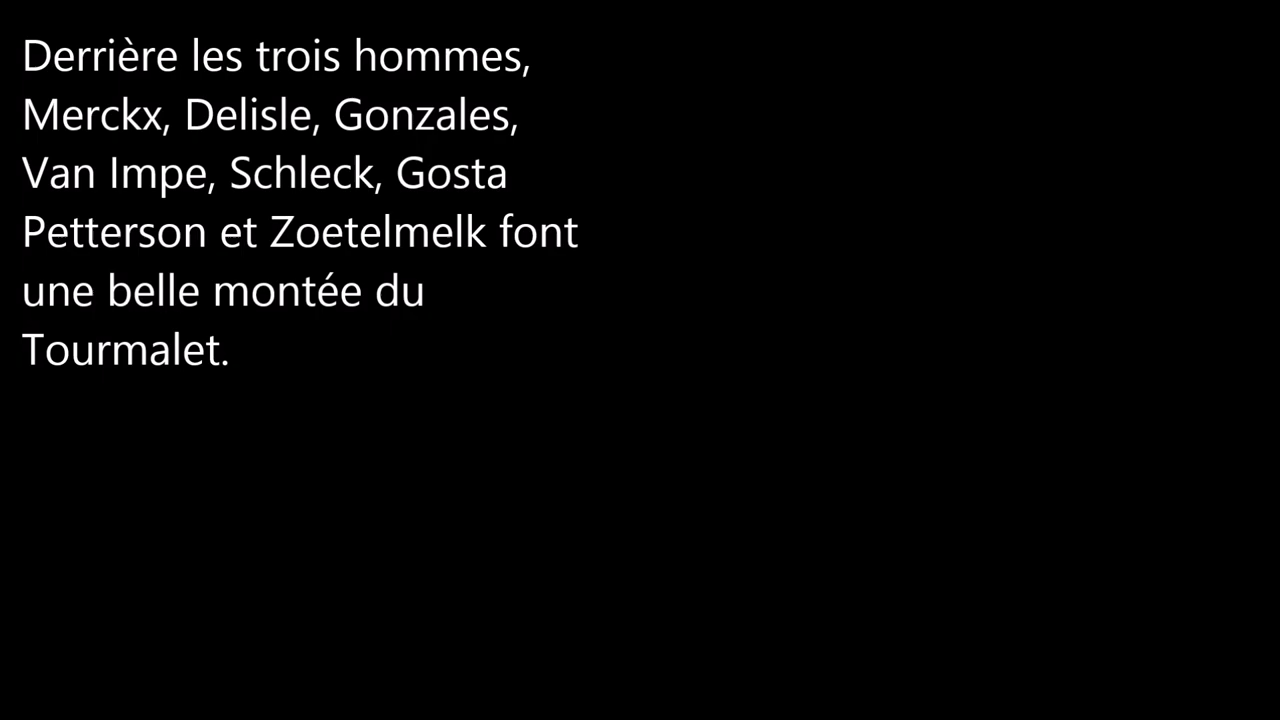 Derrière les trois hommes,
Merckx, Delisle, Gonzales,
Van Impe, Schleck, Gosta
Petterson et Zoetelmelk font
une belle montée du
Tourmalet.